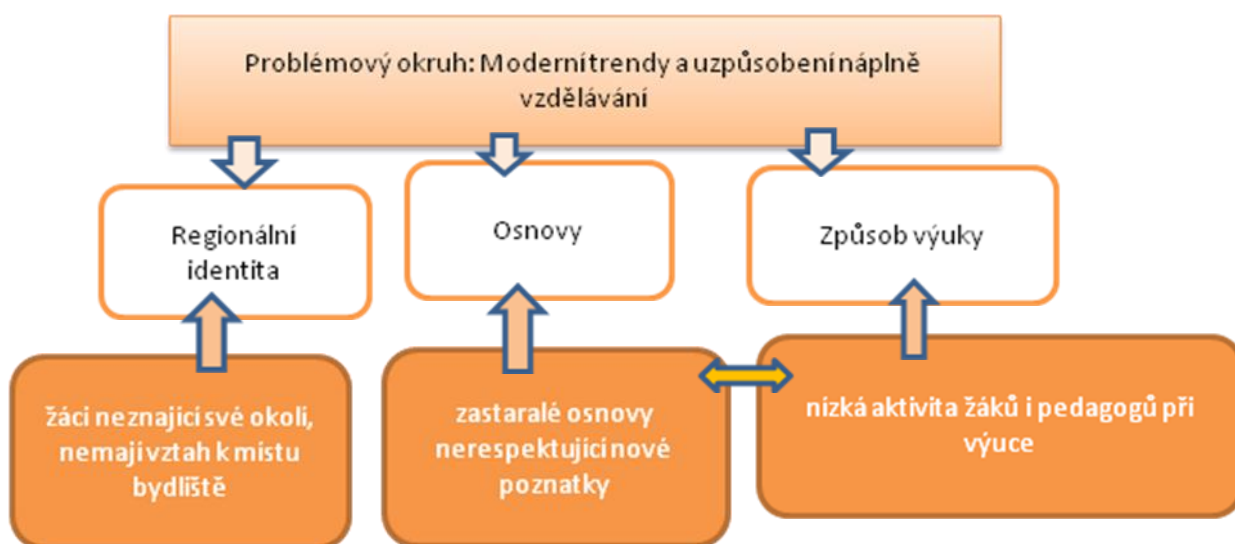 Problémový okruh: Moderní trendy a uzpůsobení náplně
vzdělávání
Regionální
identita
Osnovy
Způsob výuky
žáci neznající své okolí,
nemají vztah k místu
bydlíště
zastaralé osnovy
nerespektující nové
poznatky
nízká aktivita žáků i pedagogů při
výuce